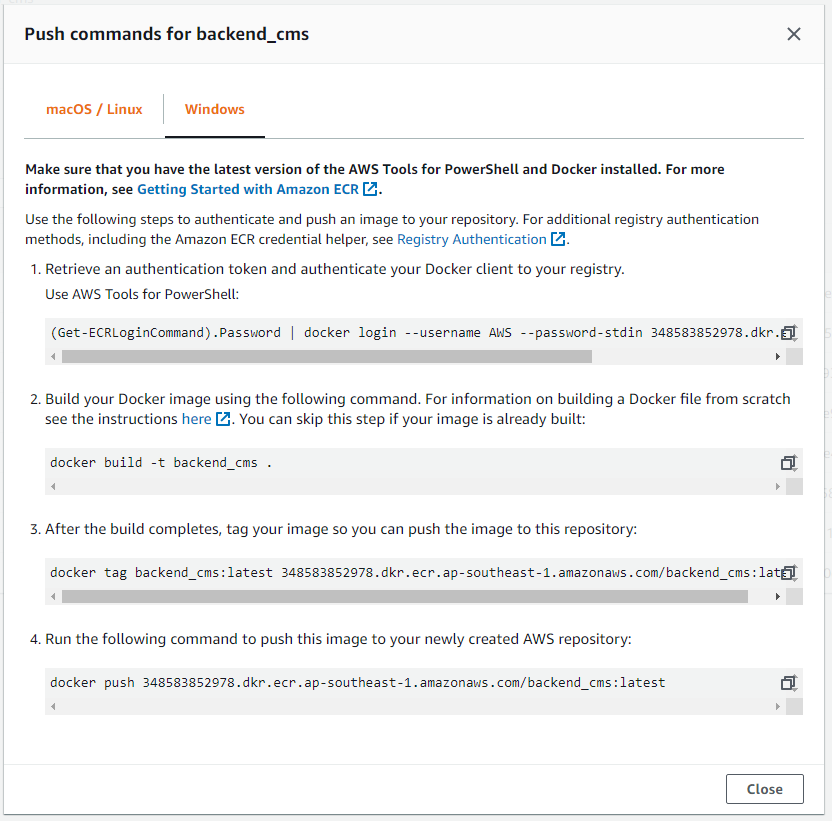 Push commands for backend_cms
macOS / Linux
Windows
Make sure that you have the latest version of the AWS Tools for PowerShell and Docker installed. For more
information, see Getting Started with Amazon ECR.
Use the following steps to authenticate and push an image to your repository. For additional registry authentication
methods, including the Amazon ECR credential helper, see Registry Authentication.
1. Retrieve an authentication token and authenticate your Docker client to your registry.
Use AWS Tools for PowerShell:
(Get-ECRLoginCommand).Password | docker login --username AWS --password-stdin 348583852978.dkr.
2. Build your Docker image using the following command. For information on building a Docker file from scratch
see the instructions here. You can skip this step if your image is already built:
docker build -t backend_cms .
3. After the build completes, tag your image so you can push the image to this repository:
docker tag backend_cms:latest 348583852978.dkr.ecr.ap-southeast-1.amazonaws.com/backend_cms:lat
4. Run the following command to push this image to your newly created AWS repository:
docker push 348583852978.dkr.ecr.ap-southeast-1.amazonaws.com/backend_cms:latest
Close